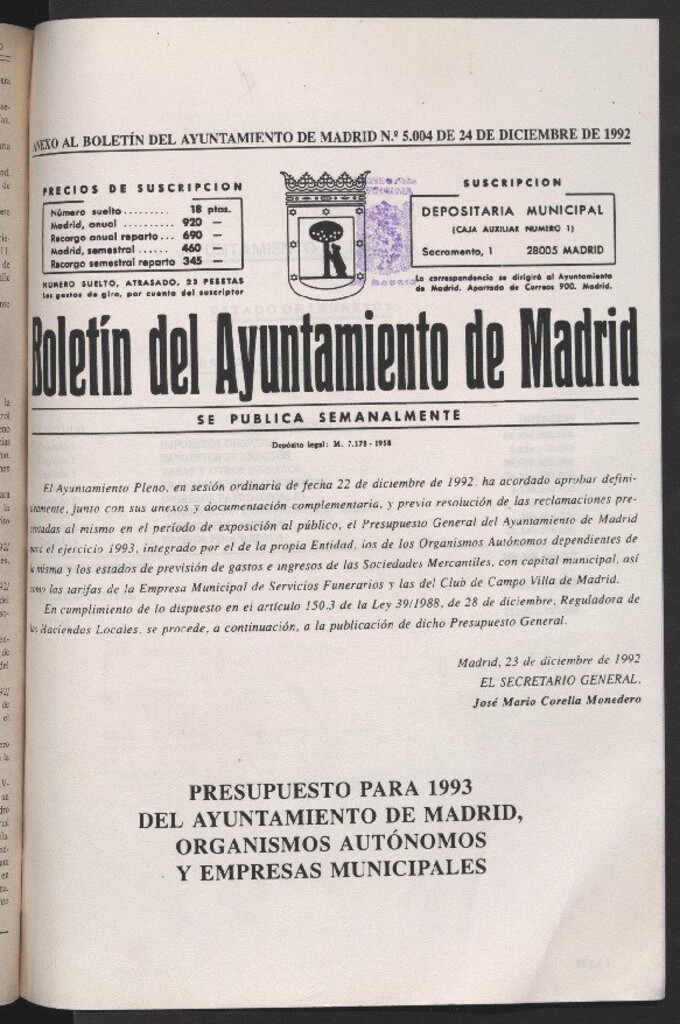 ANEXO AL BOLETÍN DEL AYUNTAMIENTO DE MADRID N.º 5.004 DE 24 DE DICIEMBRE DE 1992
PRECIOS DE SUSCRIPCION
Número suelto.......... 18 ptas.
Madrid, anual ......... 920 —
Recargo anual reparto... 690 —
Madrid, semestral ...... 460 —
Recargo semestral reparto 345 —
NUMERO SUELTO, ATRASADO, 23 PESETAS
Los gastos de giro, por cuenta del suscriptor
SUSCRIPCION
DEPOSITARIA MUNICIPAL
(CAJA AUXILIAR NUMERO 1)
Sacramento, 1 28005 MADRID
La correspondencia se dirigirá al Ayuntamiento
de Madrid. Apartado de Correos 900. Madrid.
Boletín del Ayuntamiento de Madrid
SE PUBLICA SEMANALMENTE
Depósito legal: M. 7.178 - 1958
El Ayuntamiento Pleno, en sesión ordinaria de fecha 22 de diciembre de 1992, ha acordado aprobar defini-
tivamente, junto con sus anexos y documentación complementaria, y previa resolución de las reclamaciones pre-
sentadas al mismo en el período de exposición al público, el Presupuesto General del Ayuntamiento de Madrid
para el ejercicio 1993, integrado por el de la propia Entidad, los de los Organismos Autónomos dependientes de
la misma y los estados de previsión de gastos e ingresos de las Sociedades Mercantiles, con capital municipal, así
como las tarifas de la Empresa Municipal de Servicios Funerarios y las del Club de Campo Villa de Madrid.
En cumplimiento de lo dispuesto en el artículo 150.3 de la Ley 39/1988, de 28 de diciembre, Reguladora de
las Haciendas Locales, se procede, a continuación, a la publicación de dicho Presupuesto General.
Madrid, 23 de diciembre de 1992
EL SECRETARIO GENERAL,
José Mario Corella Monedero
PRESUPUESTO PARA 1993
DEL AYUNTAMIENTO DE MADRID,
ORGANISMOS AUTÓNOMOS
Y EMPRESAS MUNICIPALES